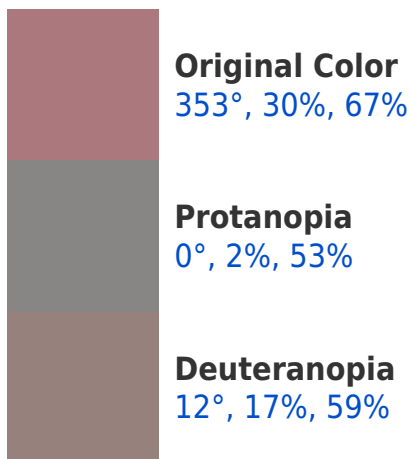 Original Color
353°, 30%, 67%
Protanopia
0°, 2%, 53%
Deuteranopia
12°, 17%, 59%